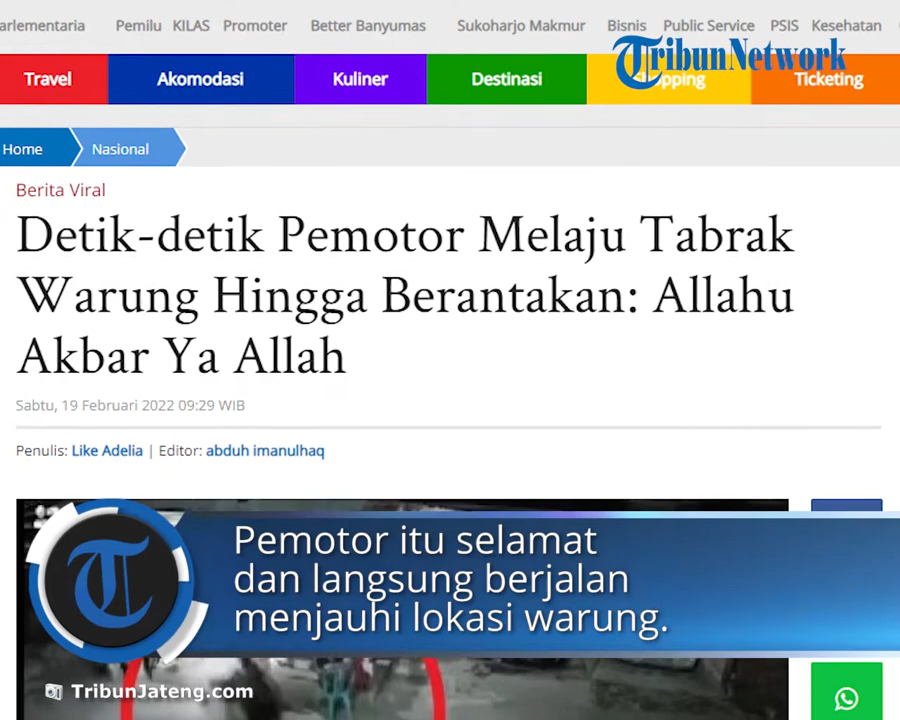 arlementaria Pemilu KILAS Promoter Better Banyumas Sukoharjo Makmur Bisnis Public Service PSIS Kesehatan
TribunNetwork
Travel Akomodasi Kuliner Destinasi Shopping Ticketing
Home Nasional
Berita Viral
Detik-detik Pemotor Melaju Tabrak
Warung Hingga Berantakan: Allahu
Akbar Ya Allah
Sabtu, 19 Februari 2022 09:29 WIB
Penulis: Like Adelia | Editor: abduh imanulhaq
T
Pemotor itu selamat
dan langsung berjalan
menjauhi lokasi warung.
TribunJateng.com